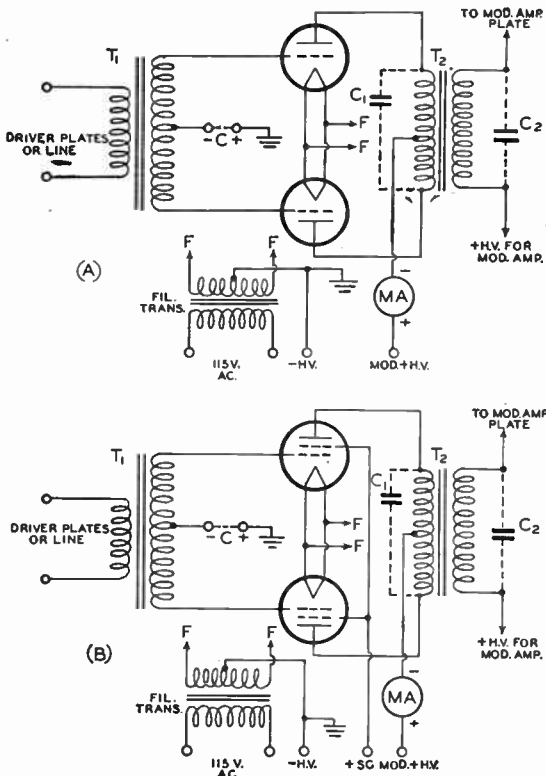 TO MOD. AMP.
PLATE
T1
T2
C1
C2
- C +
F
F
DRIVER PLATES
OR LINE
+H.V. FOR
MOD. AMP.
(A)
F
F
FIL.
TRANS.
-
MA
+
115 V.
AC.
-H.V.
MOD.+H.V.
TO MOD. AMP.
PLATE
T1
T2
C1
C2
- C +
F
F
DRIVER PLATES
OR LINE
+H.V. FOR
MOD. AMP.
(B)
F
F
FIL.
TRANS.
-
MA
+
115 V.
AC.
-H.V.
+SG
MOD.+H.V.